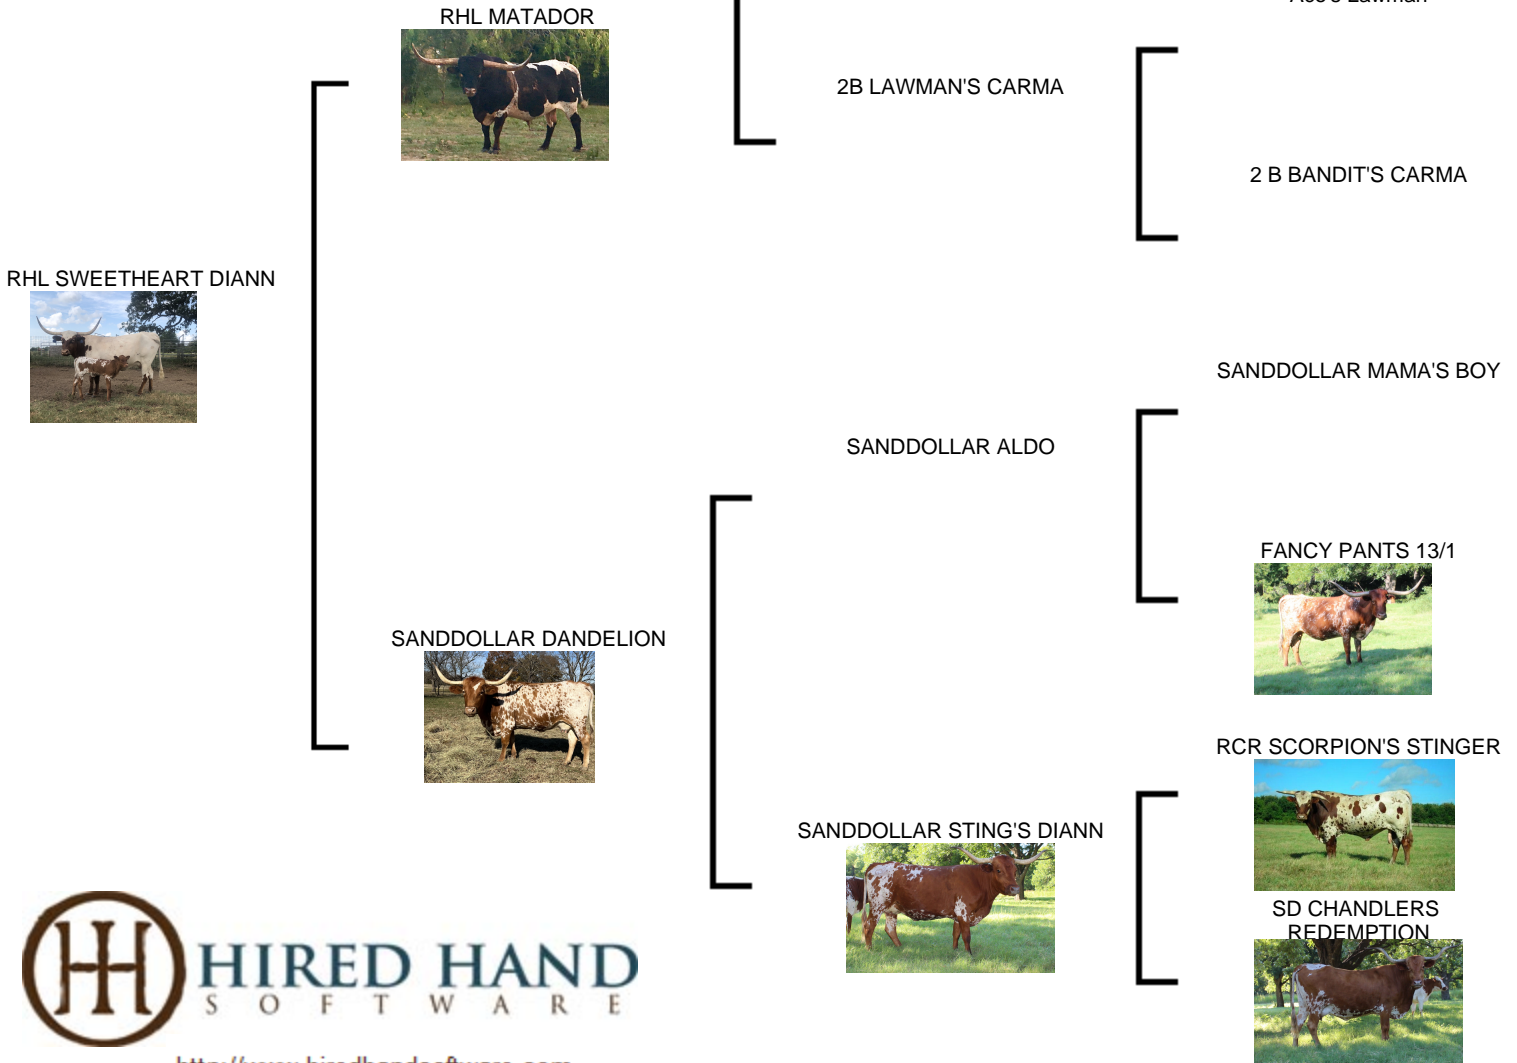 RHL MATADOR
2B LAWMAN'S CARMA
2 B BANDIT'S CARMA
RHL SWEETHEART DIANN
SANDDOLLAR MAMA'S BOY
SANDDOLLAR ALDO
FANCY PANTS 13/1
SANDDOLLAR DANDELION
RCR SCORPION'S STINGER
SANDDOLLAR STING'S DIANN
SD CHANDLERS
REDEMPTION
HIRED HAND
SOFTWARE